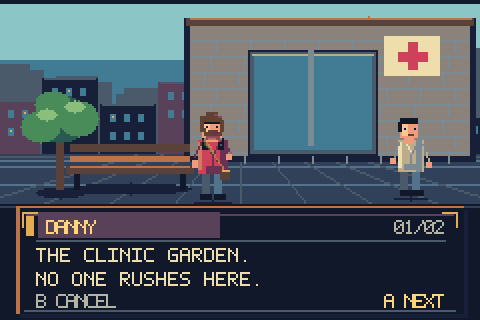 DANNY 01/02
THE CLINIC GARDEN.
NO ONE RUSHES HERE.
B CANCEL A NEXT